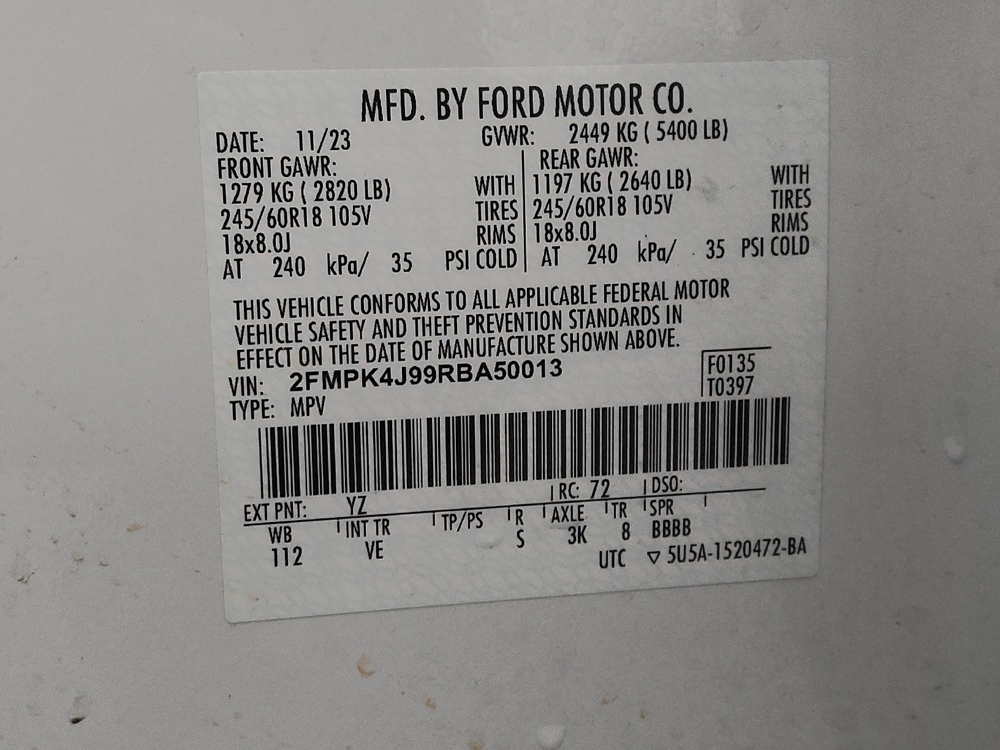 MFD. BY FORD MOTOR CO.
DATE: 11/23 GVWR: 2449 KG ( 5400 LB)
FRONT GAWR: REAR GAWR:
1279 KG ( 2820 LB) WITH 1197 KG ( 2640 LB) WITH
245/60R18 105V TIRES 245/60R18 105V TIRES
18x8.0J RIMS 18x8.0J RIMS
AT 240 kPa/ 35 PSI COLD AT 240 kPa/ 35 PSI COLD
THIS VEHICLE CONFORMS TO ALL APPLICABLE FEDERAL MOTOR
VEHICLE SAFETY AND THEFT PREVENTION STANDARDS IN
EFFECT ON THE DATE OF MANUFACTURE SHOWN ABOVE.
VIN: 2FMPK4J99RBA50013 F0135
TYPE: MPV T0397
EXT PNT: YZ RC: 72 DSO:
WB INT TR TP/PS R AXLE TR SPR
112 VE S 3K 8 BBBB
UTC ▽ 5U5A-1520472-BA